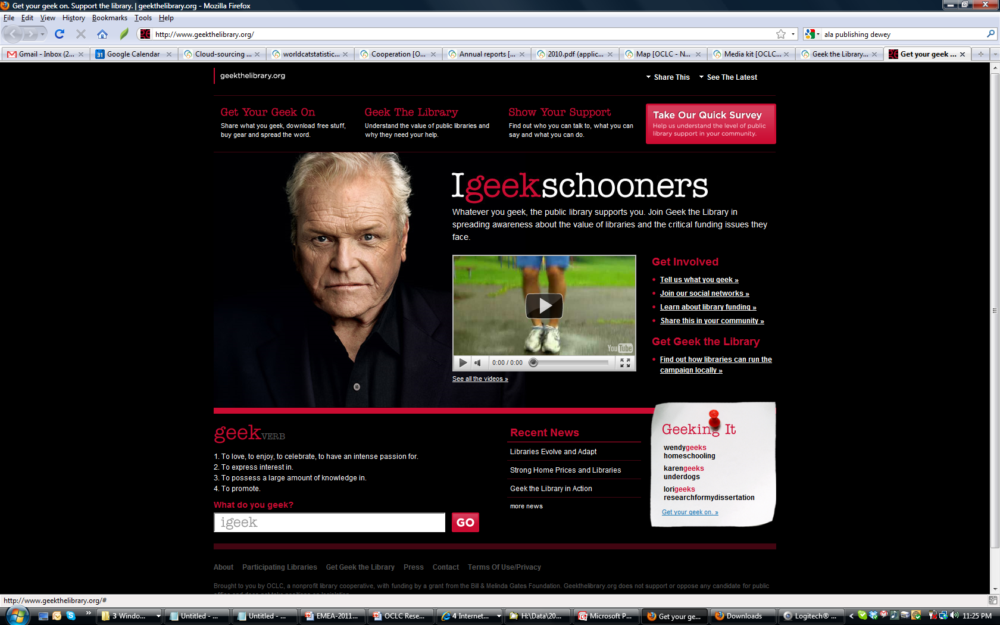 Get your geek on. Support the library. | geekthelibrary.org - Mozilla Firefox
File Edit View History Bookmarks Tools Help
http://www.geekthelibrary.org/
ala publishing dewey
Gmail - Inbox (2...
31 Google Calendar
Cloud-sourcing ...
worldcatstatistic...
Cooperation [O...
Annual reports [...
2010.pdf (applic...
Map [OCLC - N...
Media kit [OCLC...
Geek the Library...
Get your geek ...
geekthelibrary.org
Share This
See The Latest
Get Your Geek On
Share what you geek, download free stuff,
buy gear and spread the word.
Geek The Library
Understand the value of public libraries and
why they need your help.
Show Your Support
Find out who you can talk to, what you can
say and what you can do.
Take Our Quick Survey
Help us understand the level of public
library support in your community.
I geek schooners
Whatever you geek, the public library supports you. Join Geek the Library in
spreading awareness about the value of libraries and the critical funding issues they
face.
YouTube
0:00 / 0:00
See all the videos »
Get Involved
• Tell us what you geek »
• Join our social networks »
• Learn about library funding »
• Share this in your community »
Get Geek the Library
• Find out how libraries can run the
campaign locally »
geek VERB
1. To love, to enjoy, to celebrate, to have an intense passion for.
2. To express interest in.
3. To possess a large amount of knowledge in.
4. To promote.
What do you geek?
igeek
GO
Recent News
Libraries Evolve and Adapt
Strong Home Prices and Libraries
Geek the Library in Action
more news
Geeking It
wendygeeks
homeschooling
karengeeks
underdogs
lorigeeks
researchformydissertation
Get your geek on. »
About Participating Libraries Get Geek the Library Press Contact Terms Of Use/Privacy
Brought to you by OCLC, a nonprofit library cooperative, with funding by a grant from the Bill & Melinda Gates Foundation. Geekthelibrary.org does not support or oppose any candidate for public
http://www.geekthelibrary.org/#
3 Windo...
Untitled - ...
Untitled - ...
EMEA-2011...
OCLC Rese...
4 Internet...
H:\Data\20...
Microsoft P...
Get your ge...
Downloads
Logitech® ...
11:25 PM